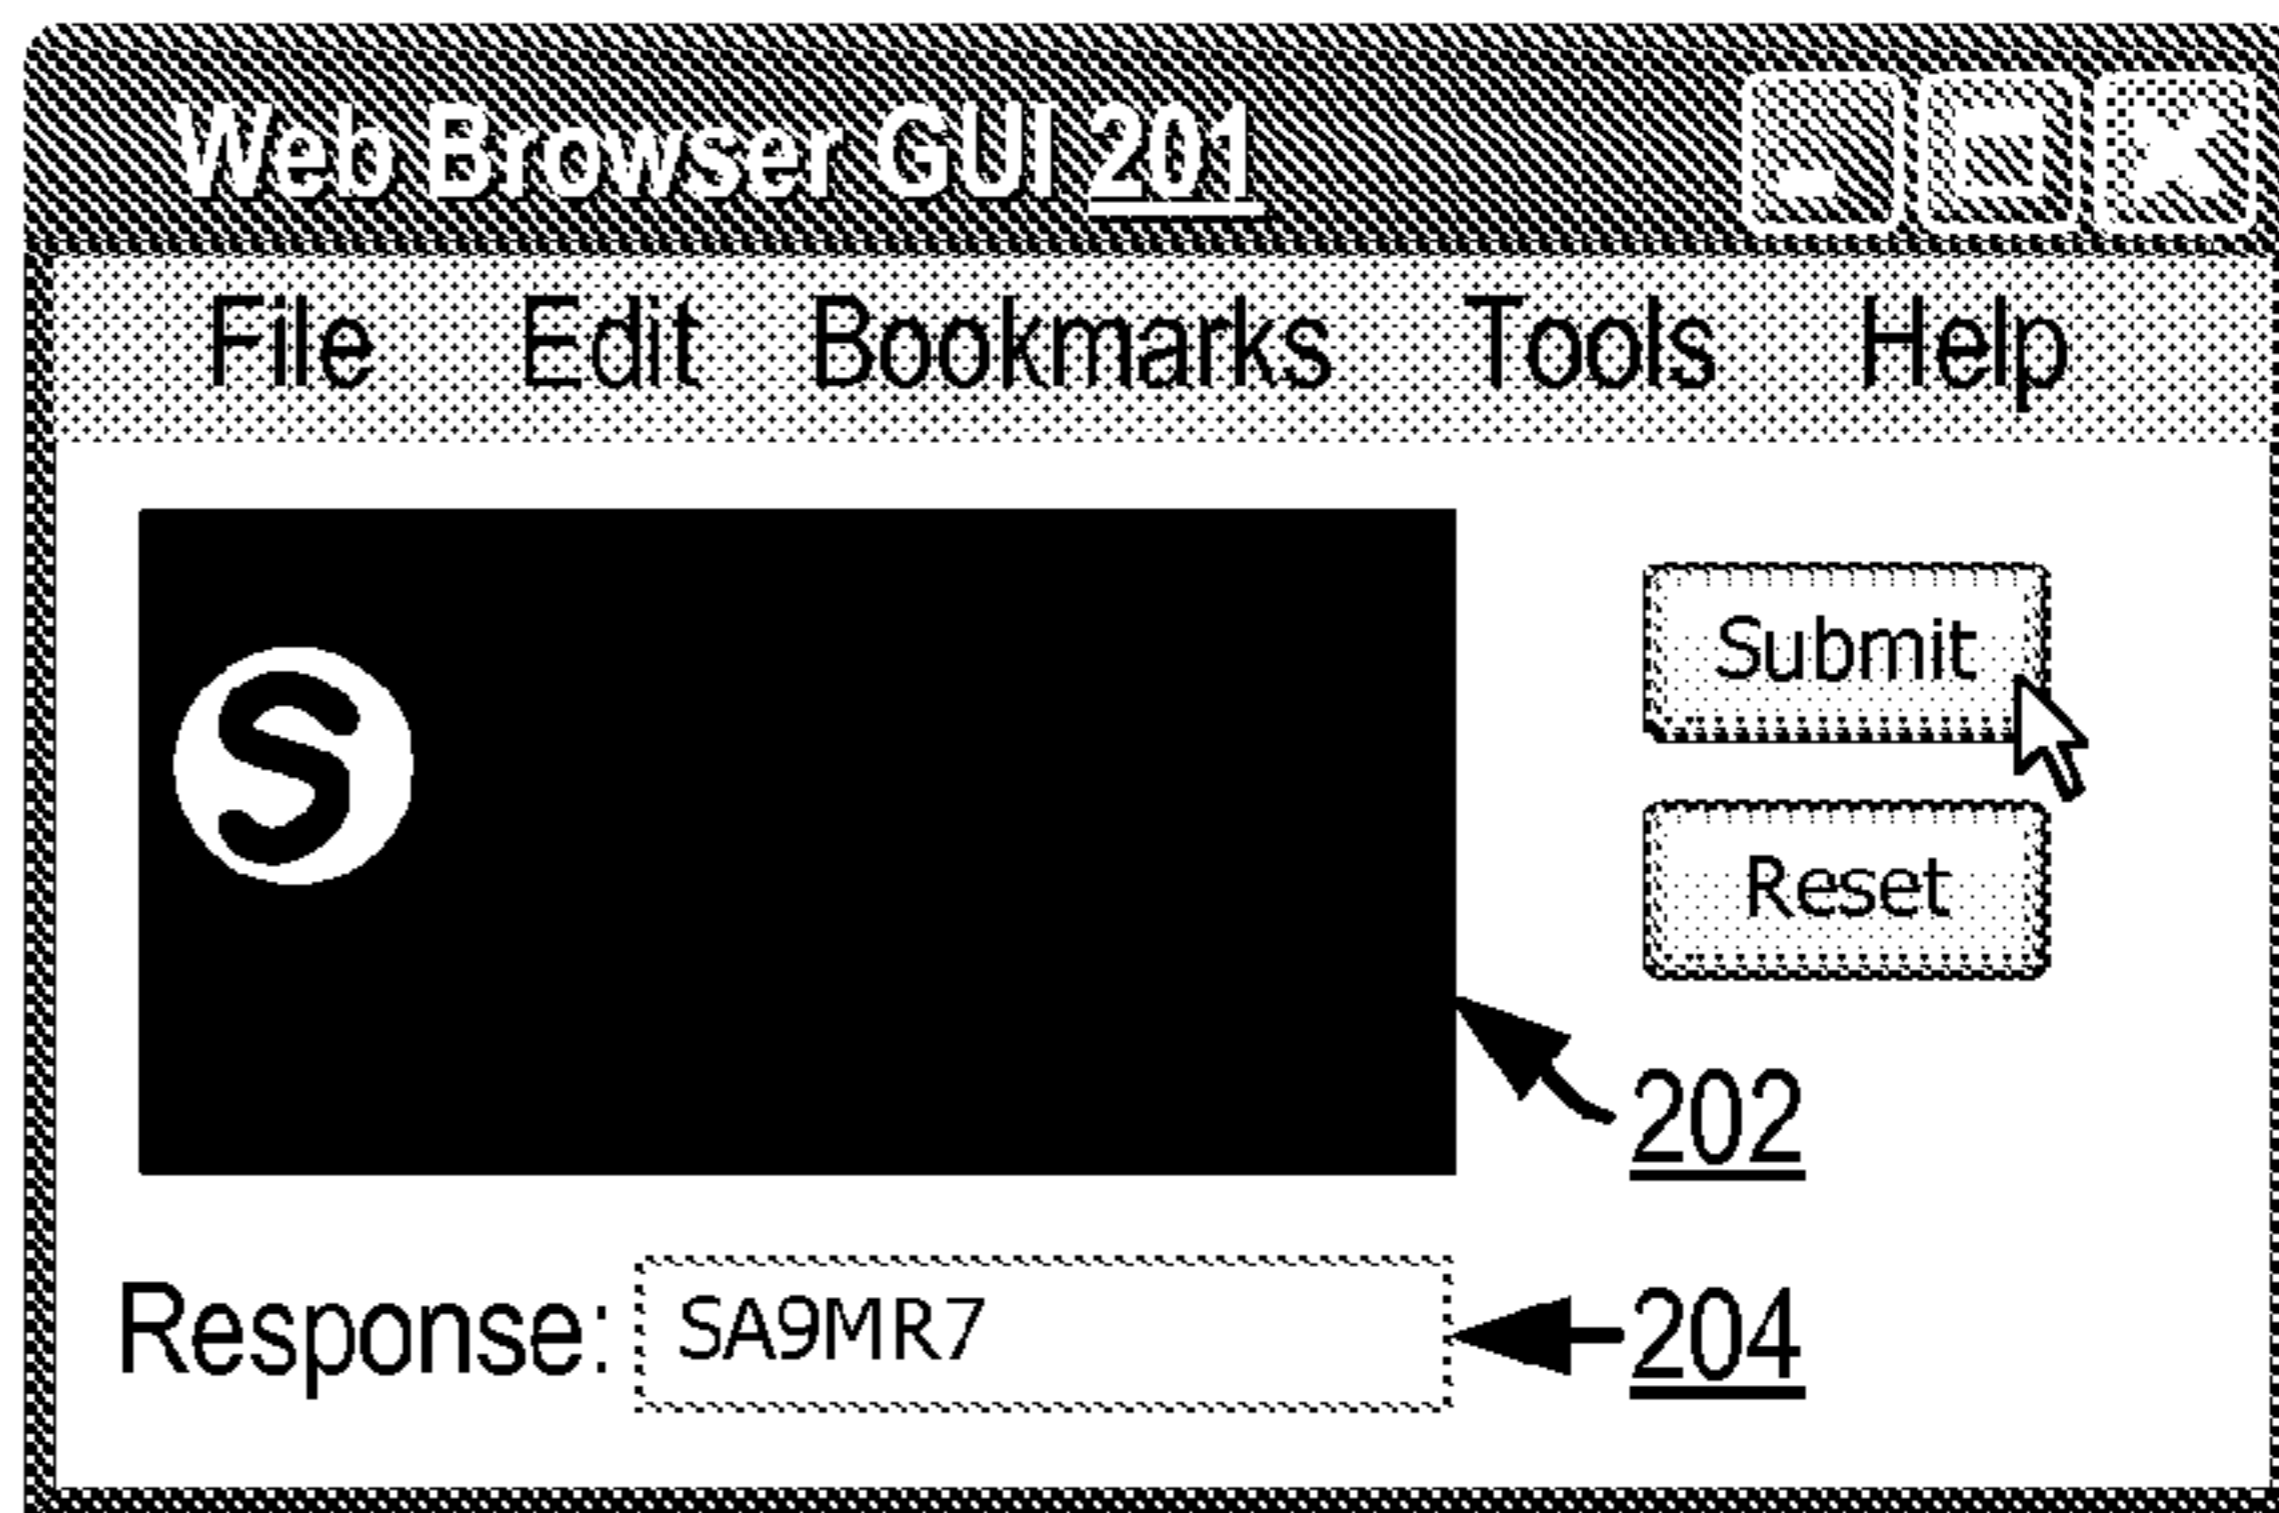 Web Browser GUI 201
File Edit Bookmarks Tools Help
S
Submit
Reset
202
Response: SA9MR7 204